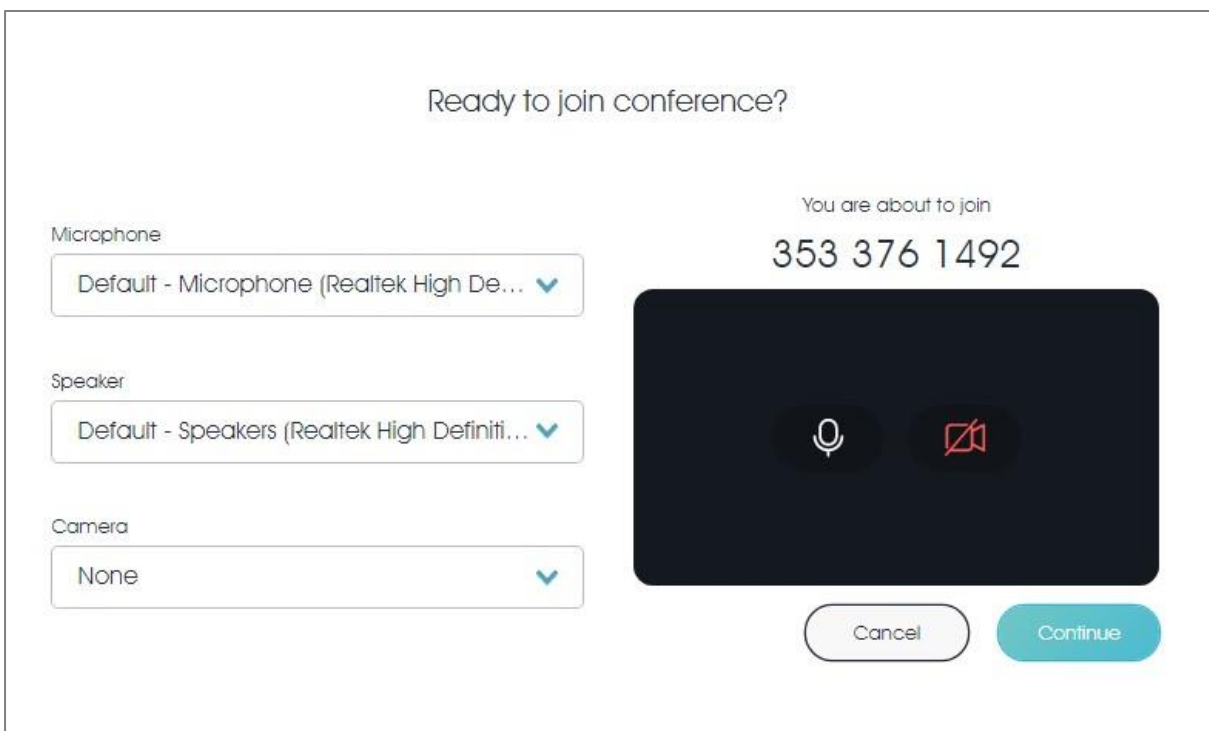 Ready to join conference?
Microphone
Default - Microphone (Realtek High De...
Speaker
Default - Speakers (Realtek High Definiti...
Camera
None
You are about to join
353 376 1492
Cancel
Continue